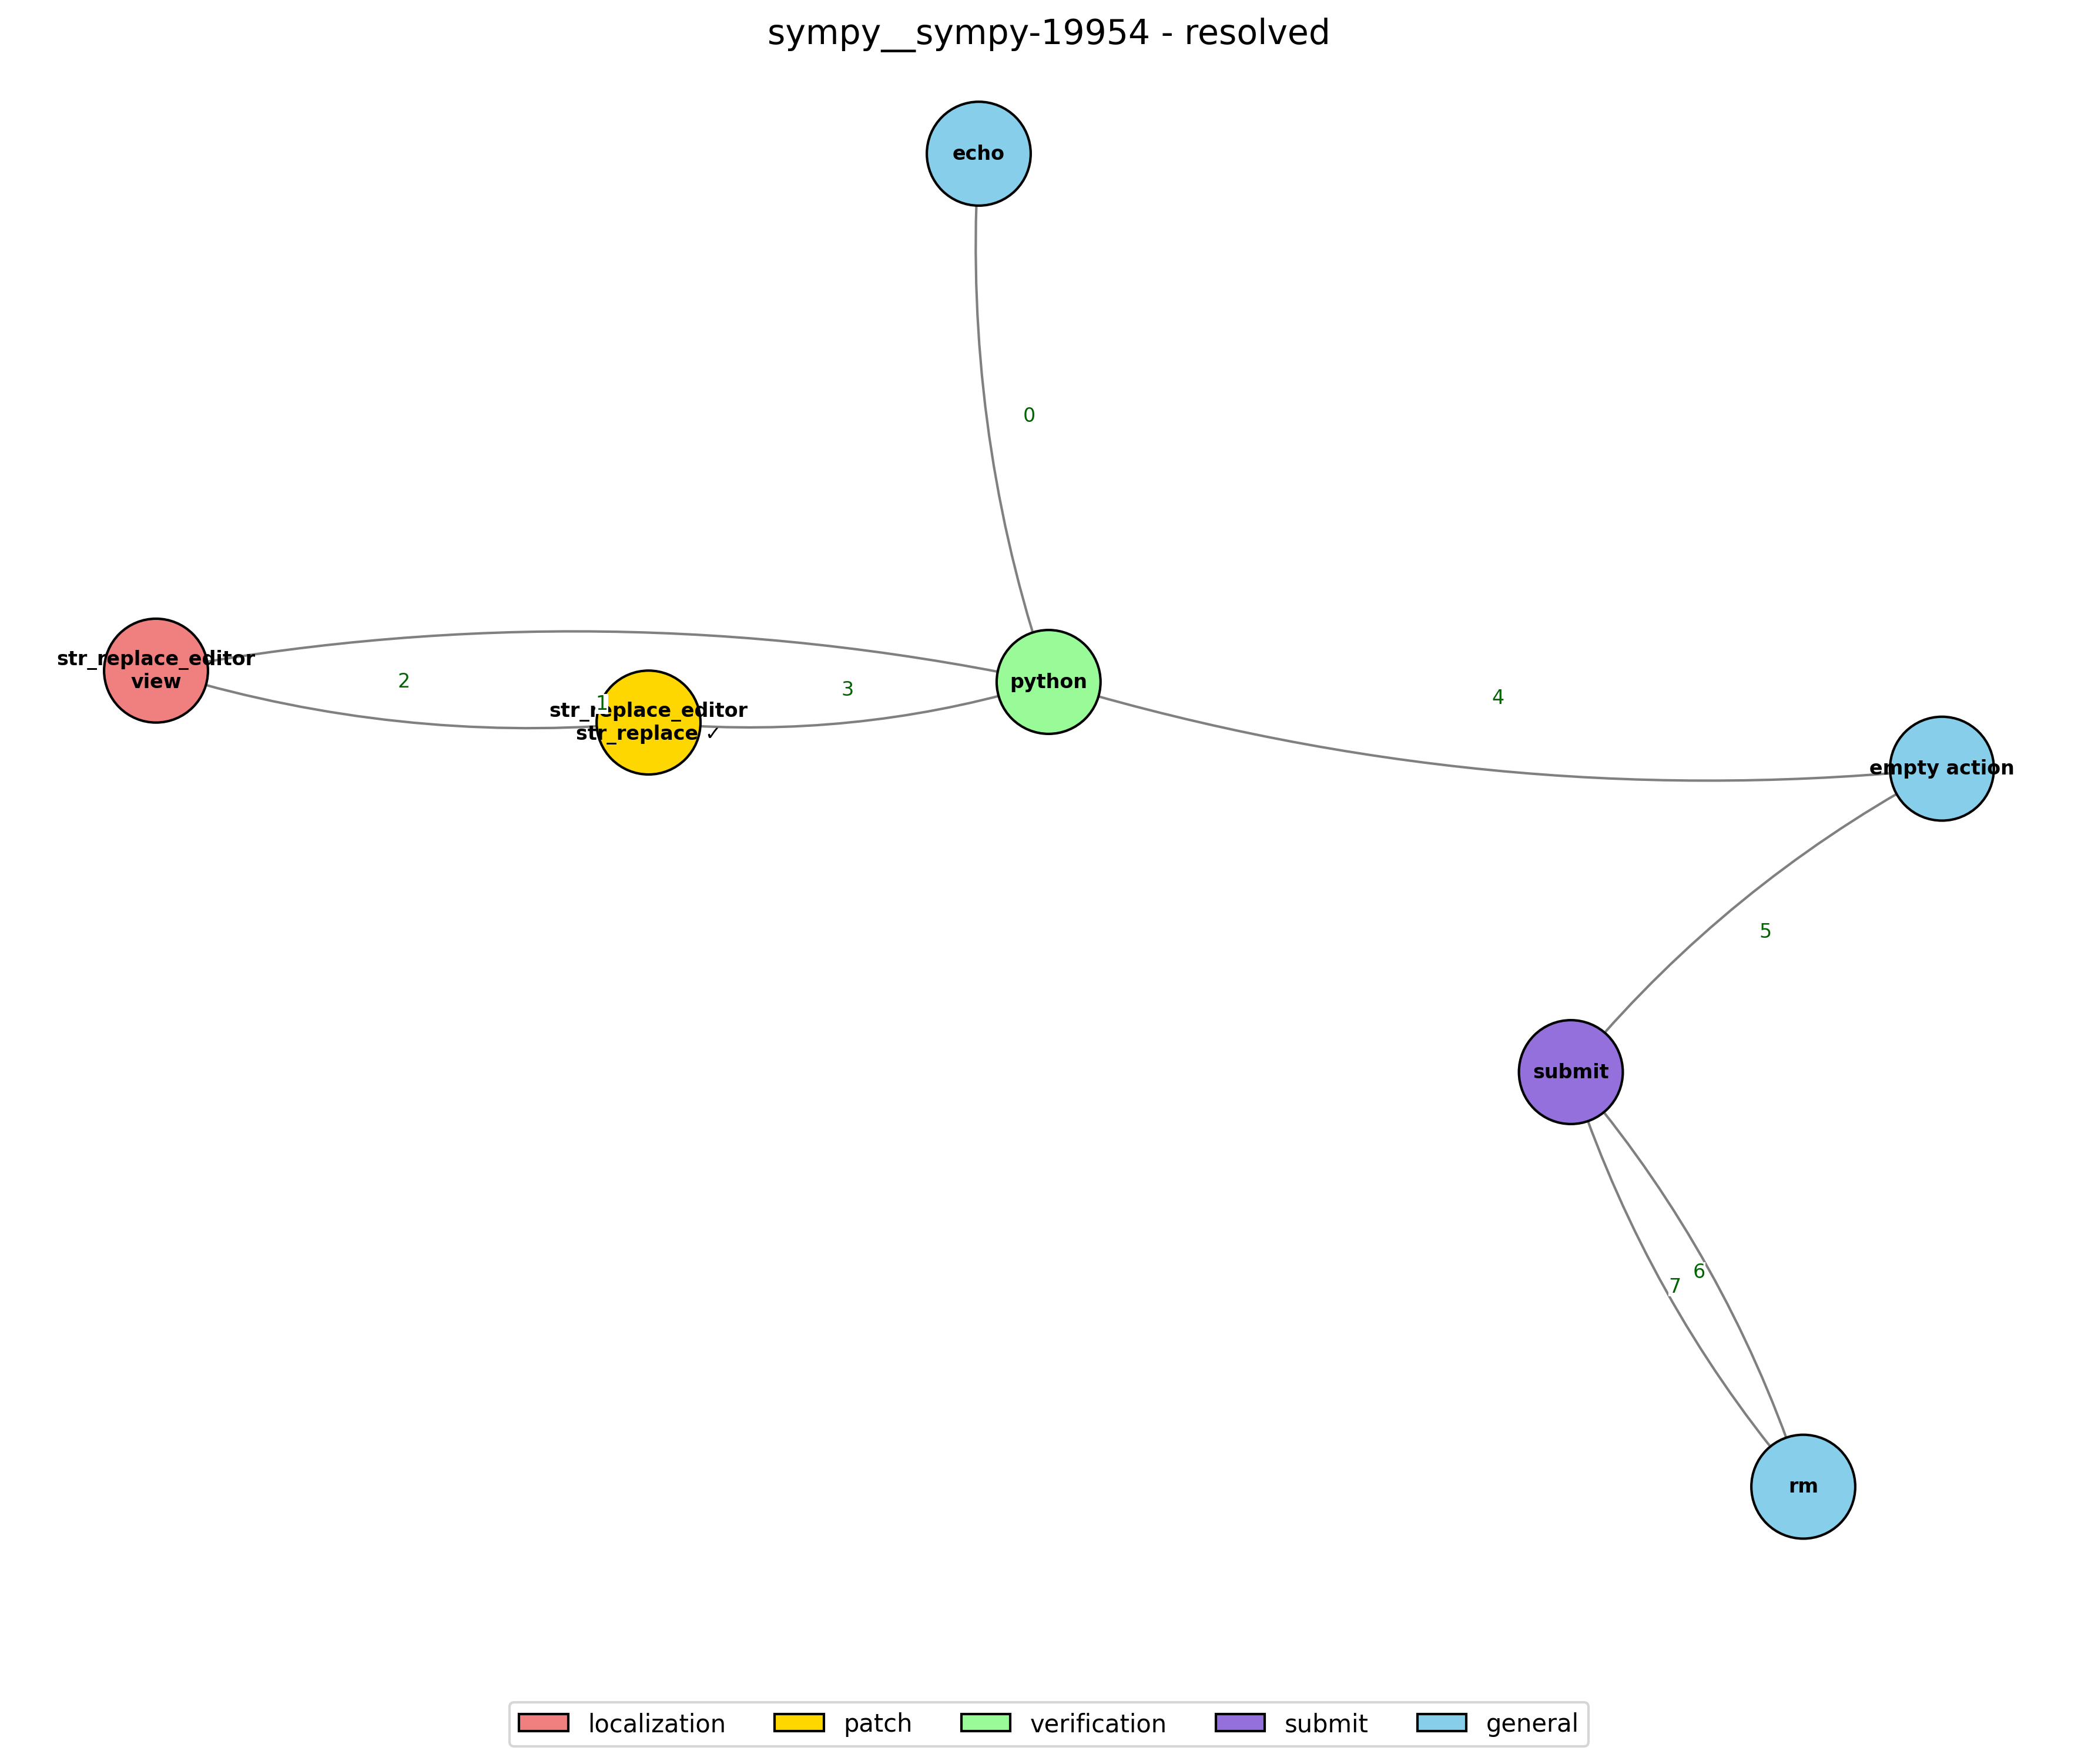 sympy__sympy-19954 - resolved
echo
0
str_replace_editor
view
2
1
str_replace_editor
str_replace ✓
3
python
4
empty action
5
submit
7
6
rm
localization
patch
verification
submit
general